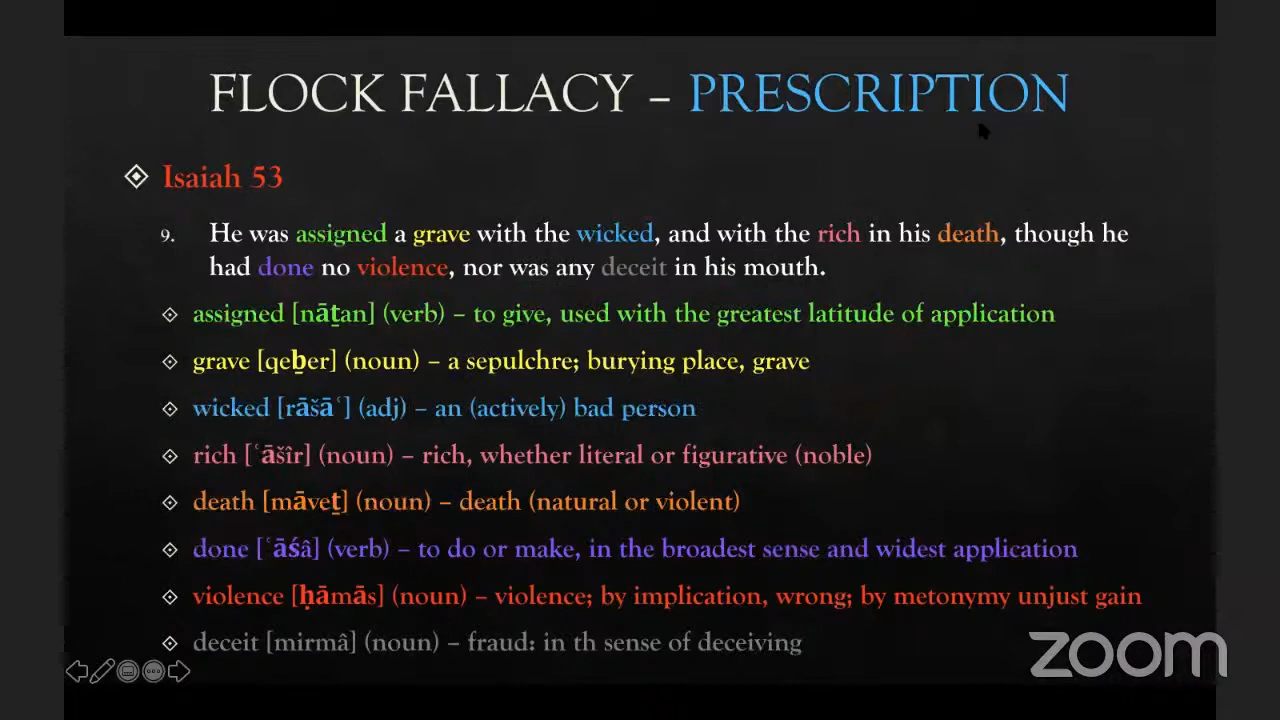 FLOCK FALLACY – PRESCRIPTION
Isaiah 53
9. He was assigned a grave with the wicked, and with the rich in his death, though he
had done no violence, nor was any deceit in his mouth.
assigned [nāṯan] (verb) – to give, used with the greatest latitude of application
grave [qeḇer] (noun) – a sepulchre; burying place, grave
wicked [rāšāʿ] (adj) – an (actively) bad person
rich [ʿāšîr] (noun) – rich, whether literal or figurative (noble)
death [māveṯ] (noun) – death (natural or violent)
done [ʿāśâ] (verb) – to do or make, in the broadest sense and widest application
violence [ḥāmās] (noun) – violence; by implication, wrong; by metonymy unjust gain
deceit [mirmâ] (noun) – fraud: in th sense of deceiving
zoom